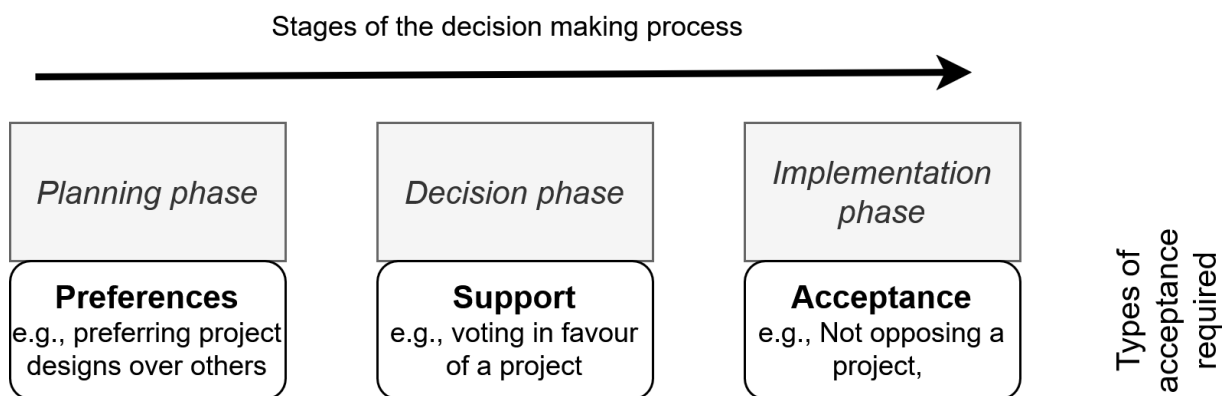 Stages of the decision making process
Planning phase
Decision phase
Implementation
phase
Preferences
e.g., preferring project
designs over others
Support
e.g., voting in favour
of a project
Acceptance
e.g., Not opposing a
project,
Types of
acceptance
required